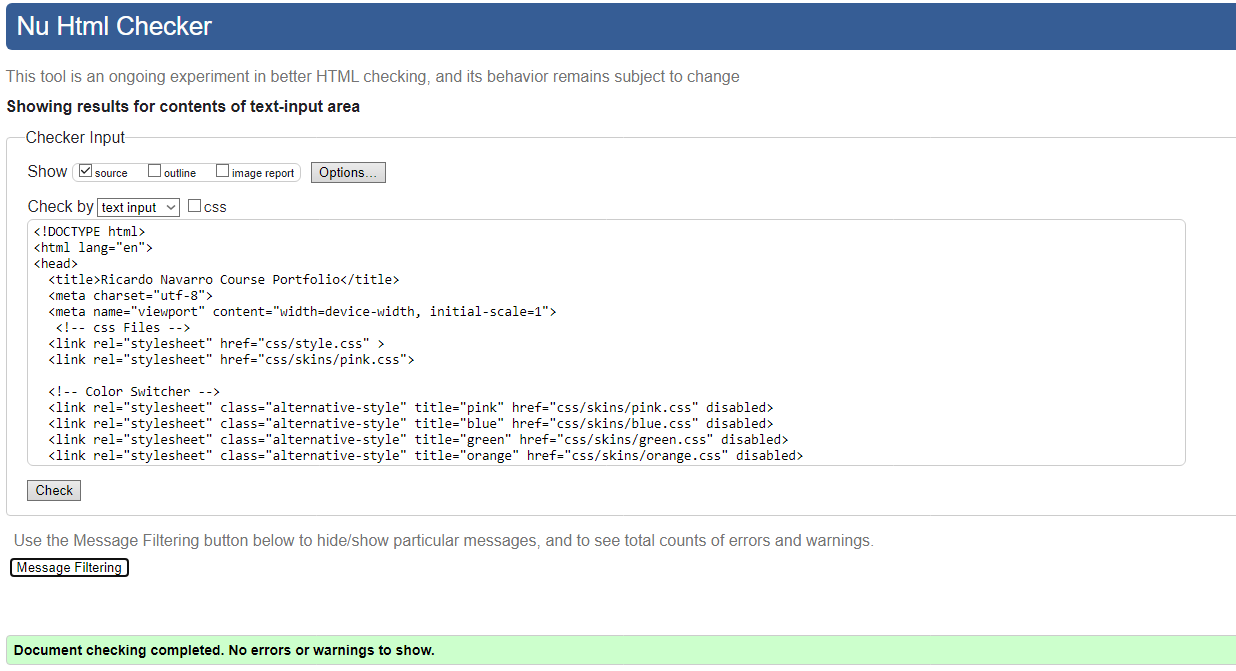 Nu Html Checker
This tool is an ongoing experiment in better HTML checking, and its behavior remains subject to change
Showing results for contents of text-input area
Checker Input
Show source outline image report Options...
Check by text input css
<!DOCTYPE html>
<html lang="en">
<head>
  <title>Ricardo Navarro Course Portfolio</title>
  <meta charset="utf-8">
  <meta name="viewport" content="width=device-width, initial-scale=1">
   <!-- css Files -->
  <link rel="stylesheet" href="css/style.css" >
  <link rel="stylesheet" href="css/skins/pink.css">

  <!-- Color Switcher -->
  <link rel="stylesheet" class="alternative-style" title="pink" href="css/skins/pink.css" disabled>
  <link rel="stylesheet" class="alternative-style" title="blue" href="css/skins/blue.css" disabled>
  <link rel="stylesheet" class="alternative-style" title="green" href="css/skins/green.css" disabled>
  <link rel="stylesheet" class="alternative-style" title="orange" href="css/skins/orange.css" disabled>
Check
Use the Message Filtering button below to hide/show particular messages, and to see total counts of errors and warnings.
Message Filtering
Document checking completed. No errors or warnings to show.